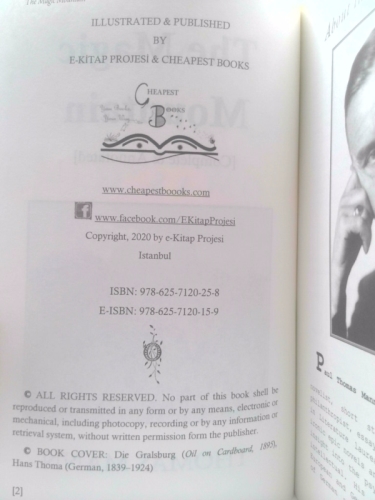 The Magic Mountain
ILLUSTRATED & PUBLISHED
BY
E-KITAP PROJESI & CHEAPEST BOOKS
CHEAPEST
BOOKS
www.cheapestboooks.com
www.facebook.com/EKitapProjesi
Copyright, 2020 by e-Kitap Projesi
Istanbul
ISBN: 978-625-7120-25-8
E-ISBN: 978-625-7120-15-9
© ALL RIGHTS RESERVED. No part of this book shell be
reproduced or transmitted in any form or by any means, electronic or
mechanical, including photocopy, recording or by any information or
retrieval system, without written permission form the publisher.
© BOOK COVER: Die Gralsburg (Oil on Cardboard, 1895),
Hans Thoma (German, 1839–1924)
[2]
About
Paul Thomas
short